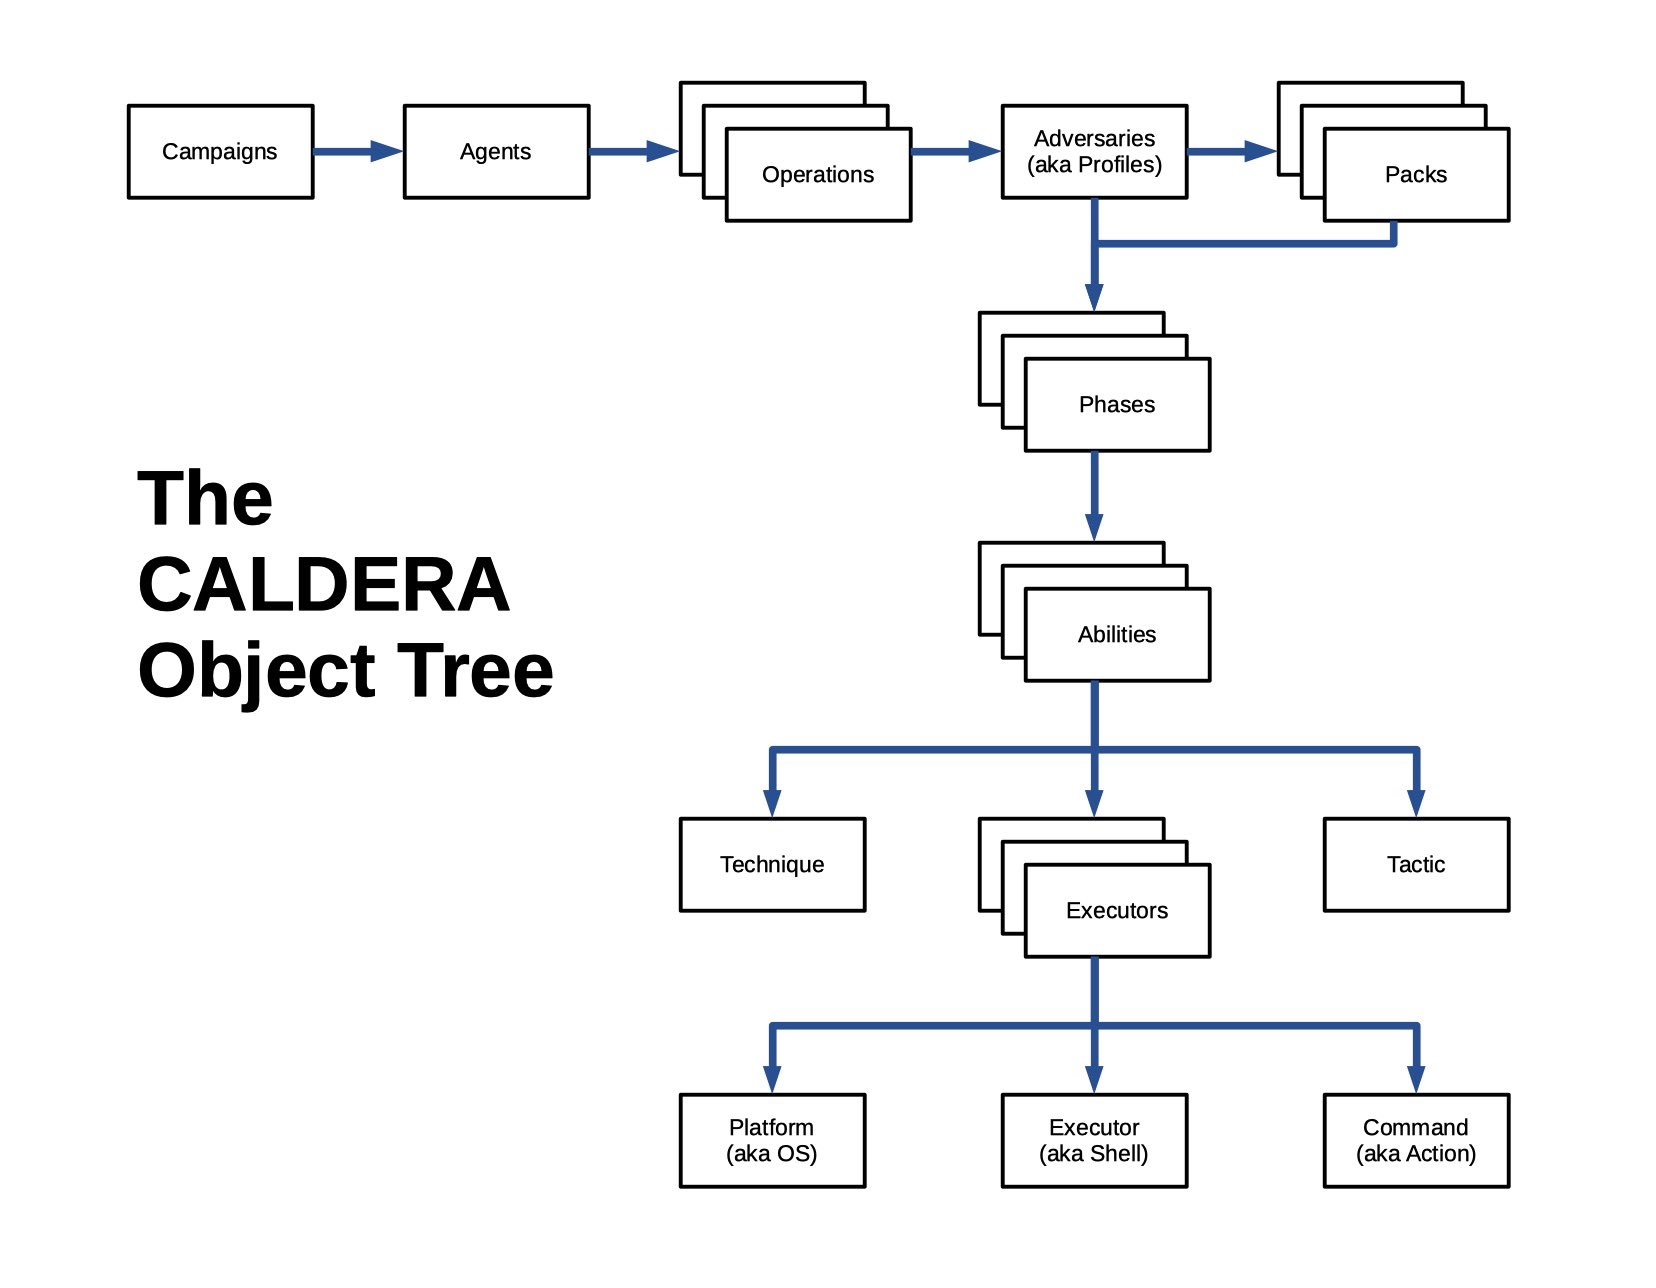 Campaigns
Agents
Operations
Adversaries
(aka Profiles)
Packs
Phases
The
CALDERA
Object Tree
Abilities
Technique
Executors
Tactic
Platform
(aka OS)
Executor
(aka Shell)
Command
(aka Action)